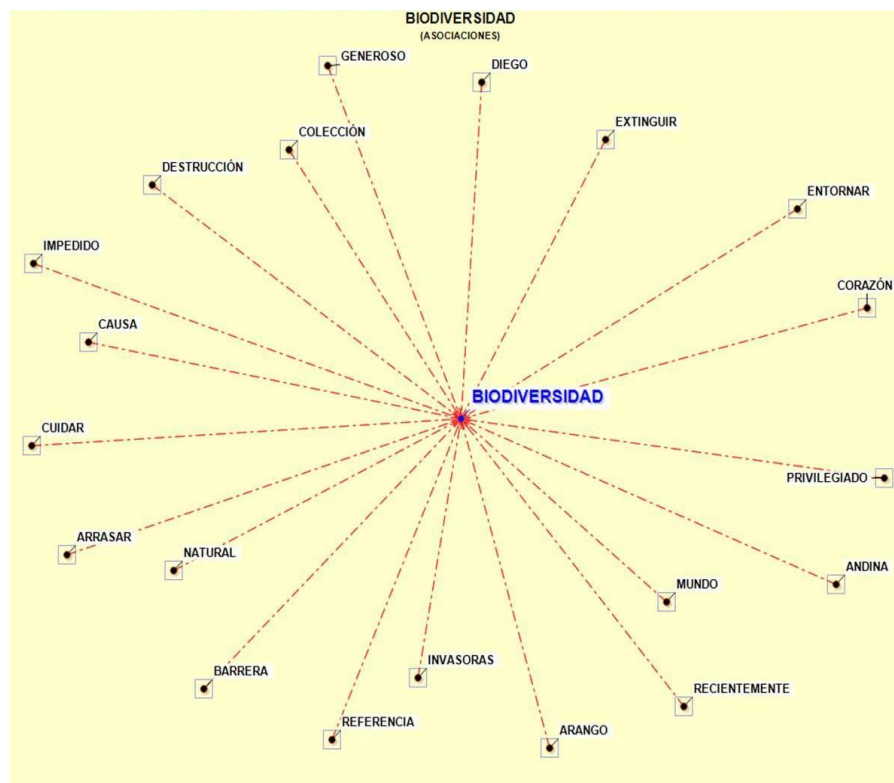 BIODIVERSIDAD
(ASOCIACIONES)
GENEROSO
DIEGO
EXTINGUIR
COLECCIÓN
DESTRUCCIÓN
ENTORNAR
IMPEDIDO
CORAZÓN
CAUSA
BIODIVERSIDAD
CUIDAR
PRIVILEGIADO
ARRASAR
NATURAL
ANDINA
MUNDO
INVASORAS
BARRERA
RECIENTEMENTE
REFERENCIA
ARANGO